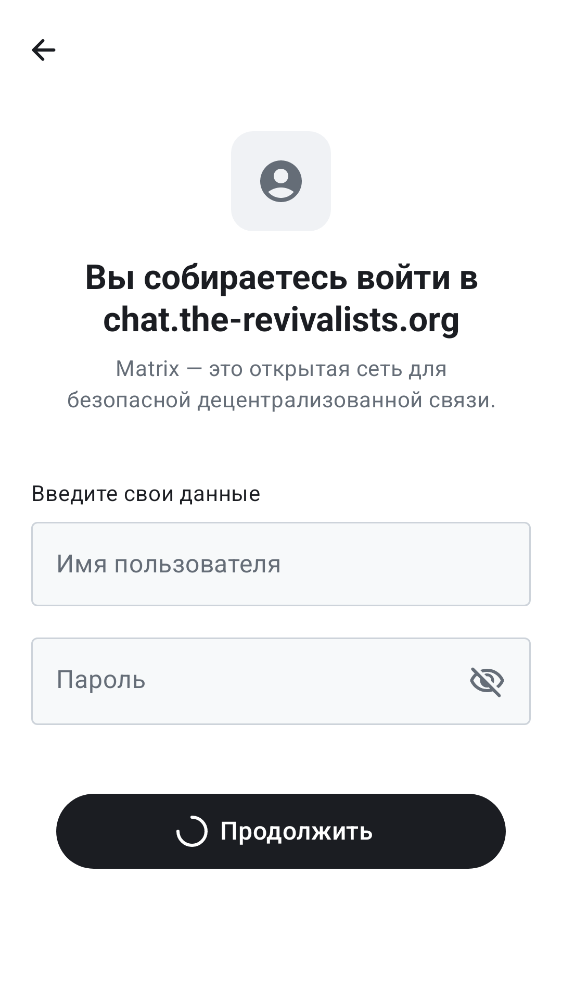 Вы собираетесь войти в
chat.the-revivalists.org
Matrix — это открытая сеть для
безопасной децентрализованной связи.
Введите свои данные
Имя пользователя
Пароль
Продолжить